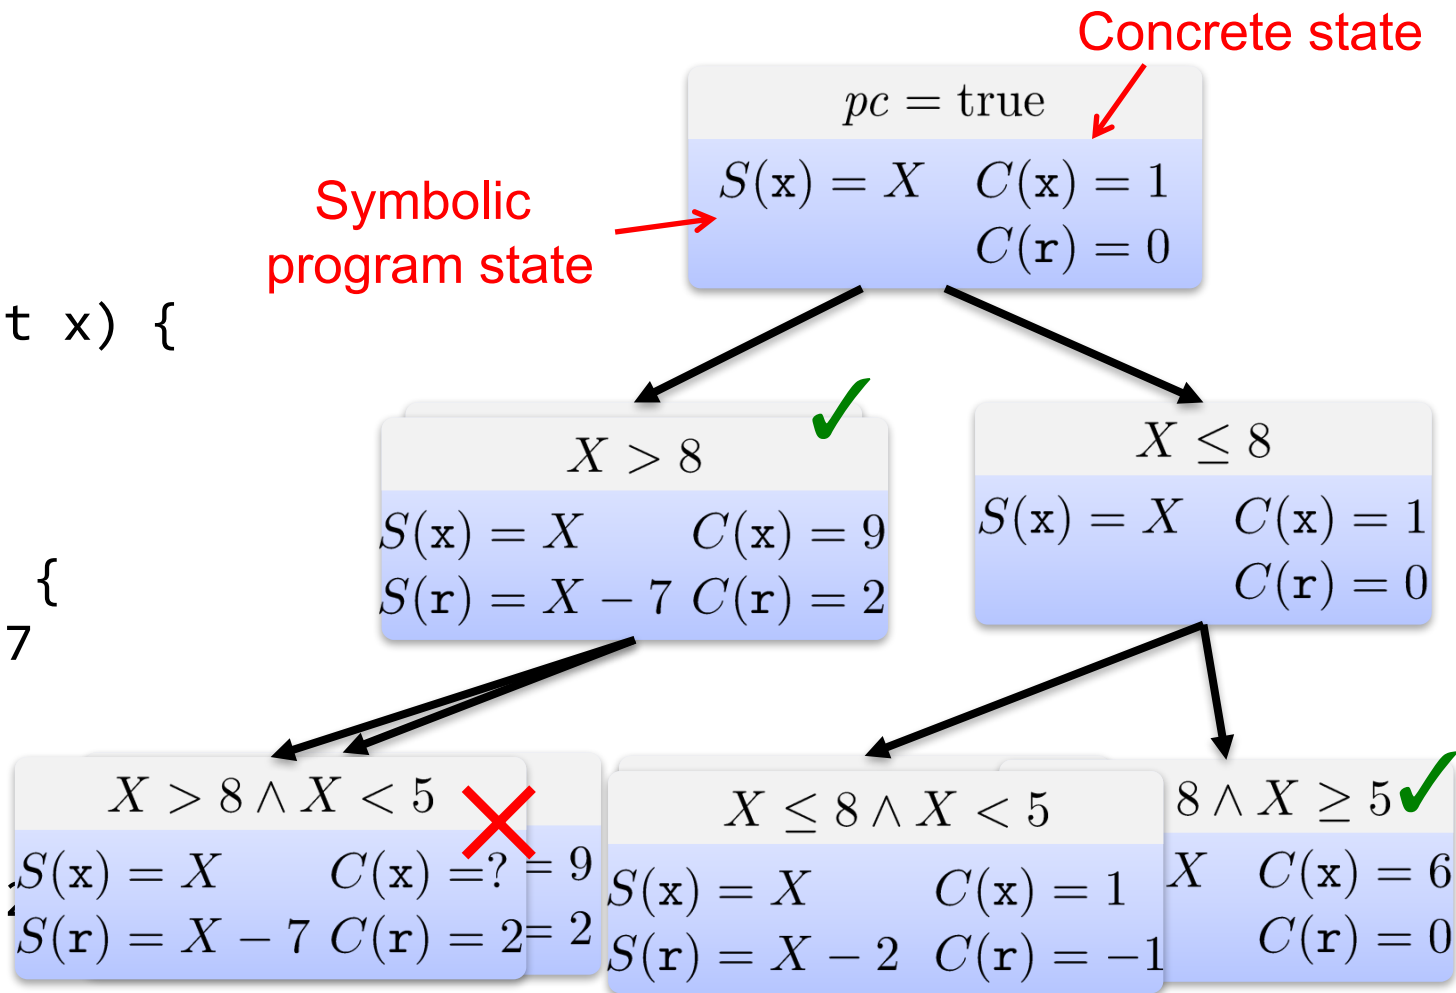 Concrete state
pc = true
S(x) = X C(x) = 1
C(r) = 0
Symbolic
program state
t x) {
X > 8
S(x) = X C(x) = 9
S(r) = X − 7 C(r) = 2
X ≤ 8
S(x) = X C(x) = 1
C(r) = 0
{
7
X > 8 ∧ X < 5
S(x) = X C(x) =?
S(r) = X − 7 C(r) = 2
= 9
= 2
X ≤ 8 ∧ X < 5
S(x) = X C(x) = 1
S(r) = X − 2 C(r) = −1
8 ∧ X ≥ 5
X C(x) = 6
C(r) = 0